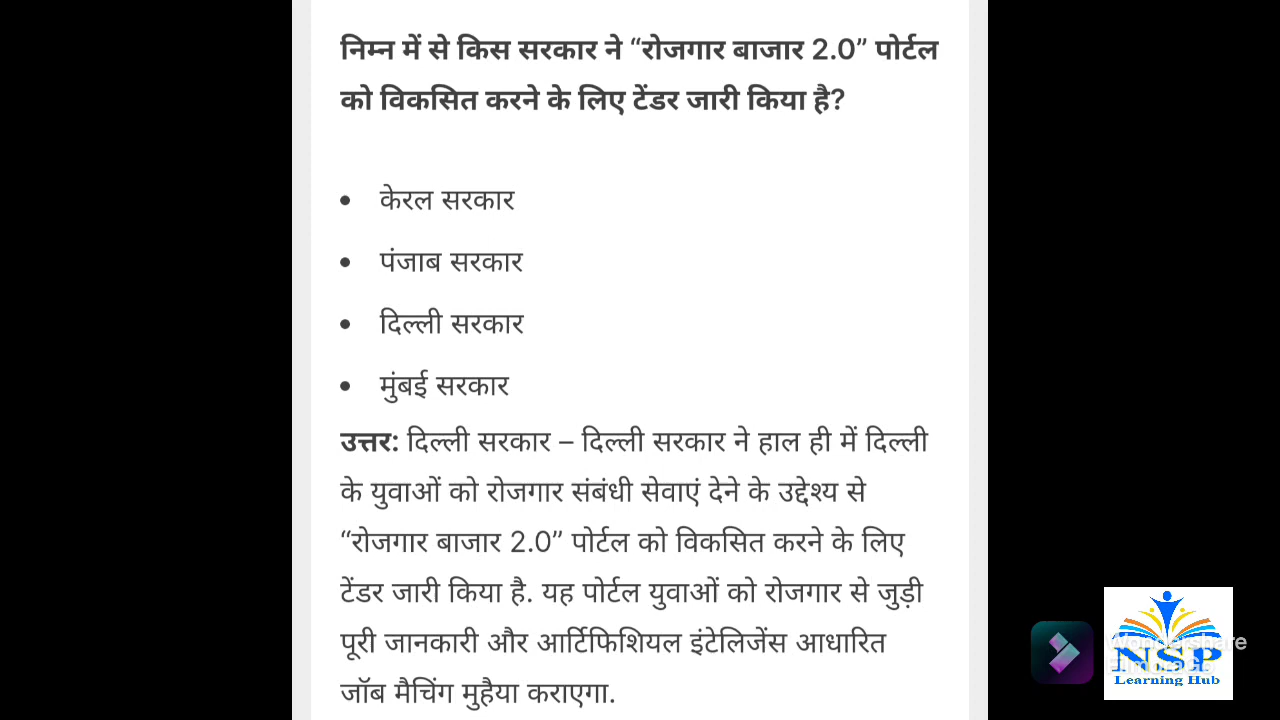 निम्न में से किस सरकार ने “रोजगार बाजार 2.0” पोर्टल
को विकसित करने के लिए टेंडर जारी किया है?
• केरल सरकार
• पंजाब सरकार
• दिल्ली सरकार
• मुंबई सरकार
उत्तर: दिल्ली सरकार – दिल्ली सरकार ने हाल ही में दिल्ली
के युवाओं को रोजगार संबंधी सेवाएं देने के उद्देश्य से
“रोजगार बाजार 2.0” पोर्टल को विकसित करने के लिए
टेंडर जारी किया है. यह पोर्टल युवाओं को रोजगार से जुड़ी
पूरी जानकारी और आर्टिफिशियल इंटेलिजेंस आधारित
जॉब मैचिंग मुहैया कराएगा.
Wondershare
Filmora
NSP
Learning Hub